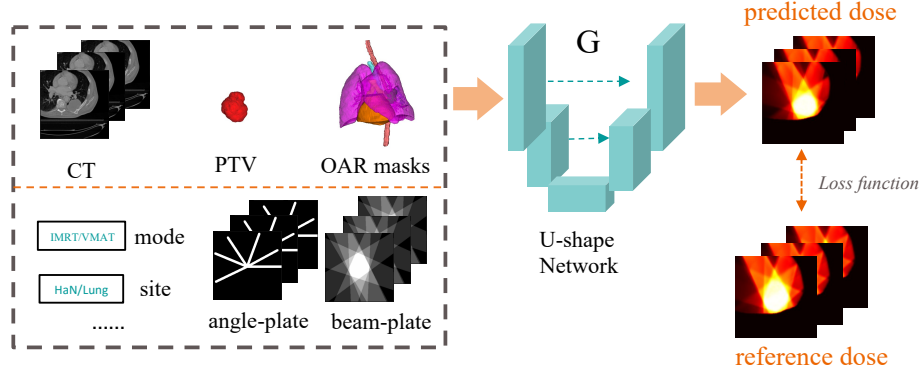 CT
PTV
OAR masks
IMRT/VMAT
mode
HaN/Lung
site
......
angle-plate
beam-plate
G
U-shape
Network
predicted dose
Loss function
reference dose